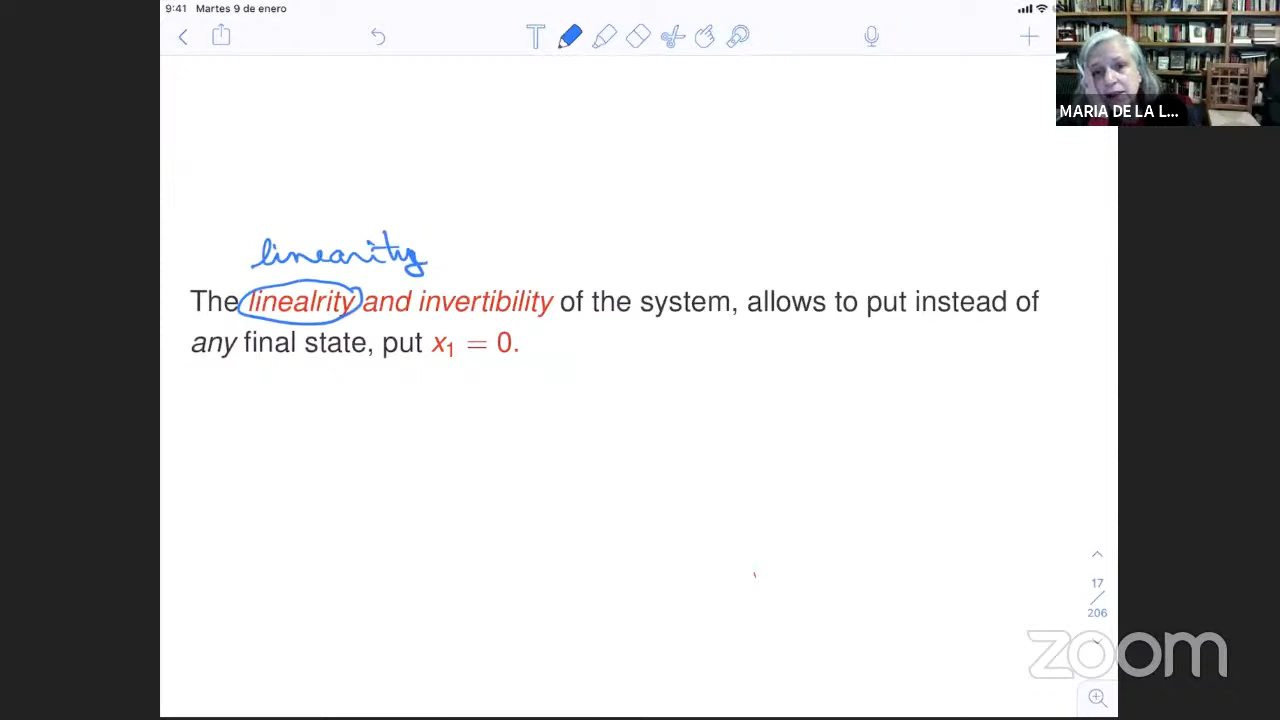 9:41 Martes 9 de enero
MARIA DE LA L...
linearity
The linealrity and invertibility of the system, allows to put instead of
any final state, put x₁ = 0.
17
206
zoom